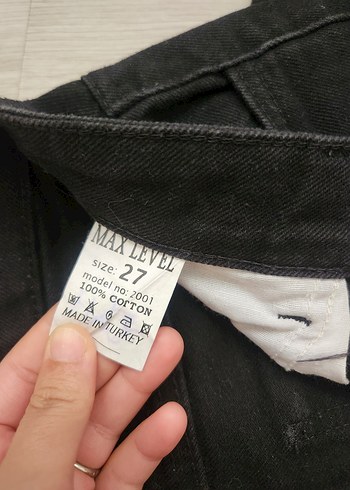 MAX LEVEL
size: 27
model no: 2001
100% COTTON
MADE IN TURKEY